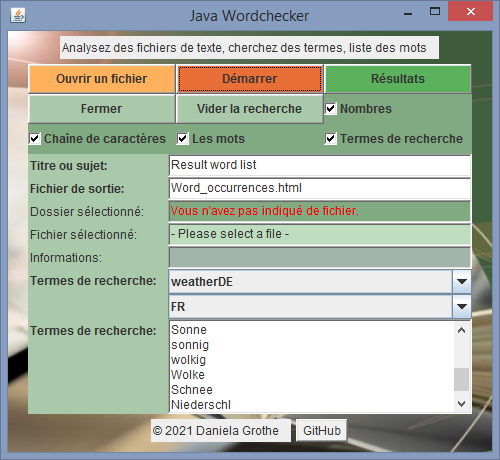 Java Wordchecker
Analysez des fichiers de texte, cherchez des termes, liste des mots
Ouvrir un fichier Démarrer Résultats
Fermer Vider la recherche Nombres
Chaîne de caractères Les mots Termes de recherche
Titre ou sujet: Result word list
Fichier de sortie: Word_occurrences.html
Dossier sélectionné: Vous n'avez pas indiqué de fichier.
Fichier sélectionné: - Please select a file -
Informations:
Termes de recherche: weatherDE
FR
Termes de recherche: Sonne
sonnig
wolkig
Wolke
Schnee
Niederschl
© 2021 Daniela Grothe GitHub